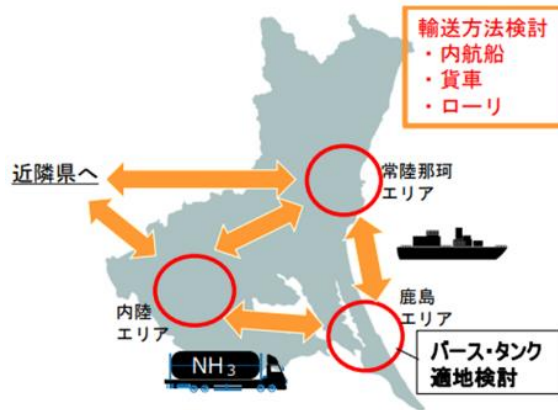 輸送方法検討
・内航船
・貨車
・ローリ
近隣県へ
常陸那珂
エリア
内陸
エリア
鹿島
エリア
NH3
バース・タンク
適地検討